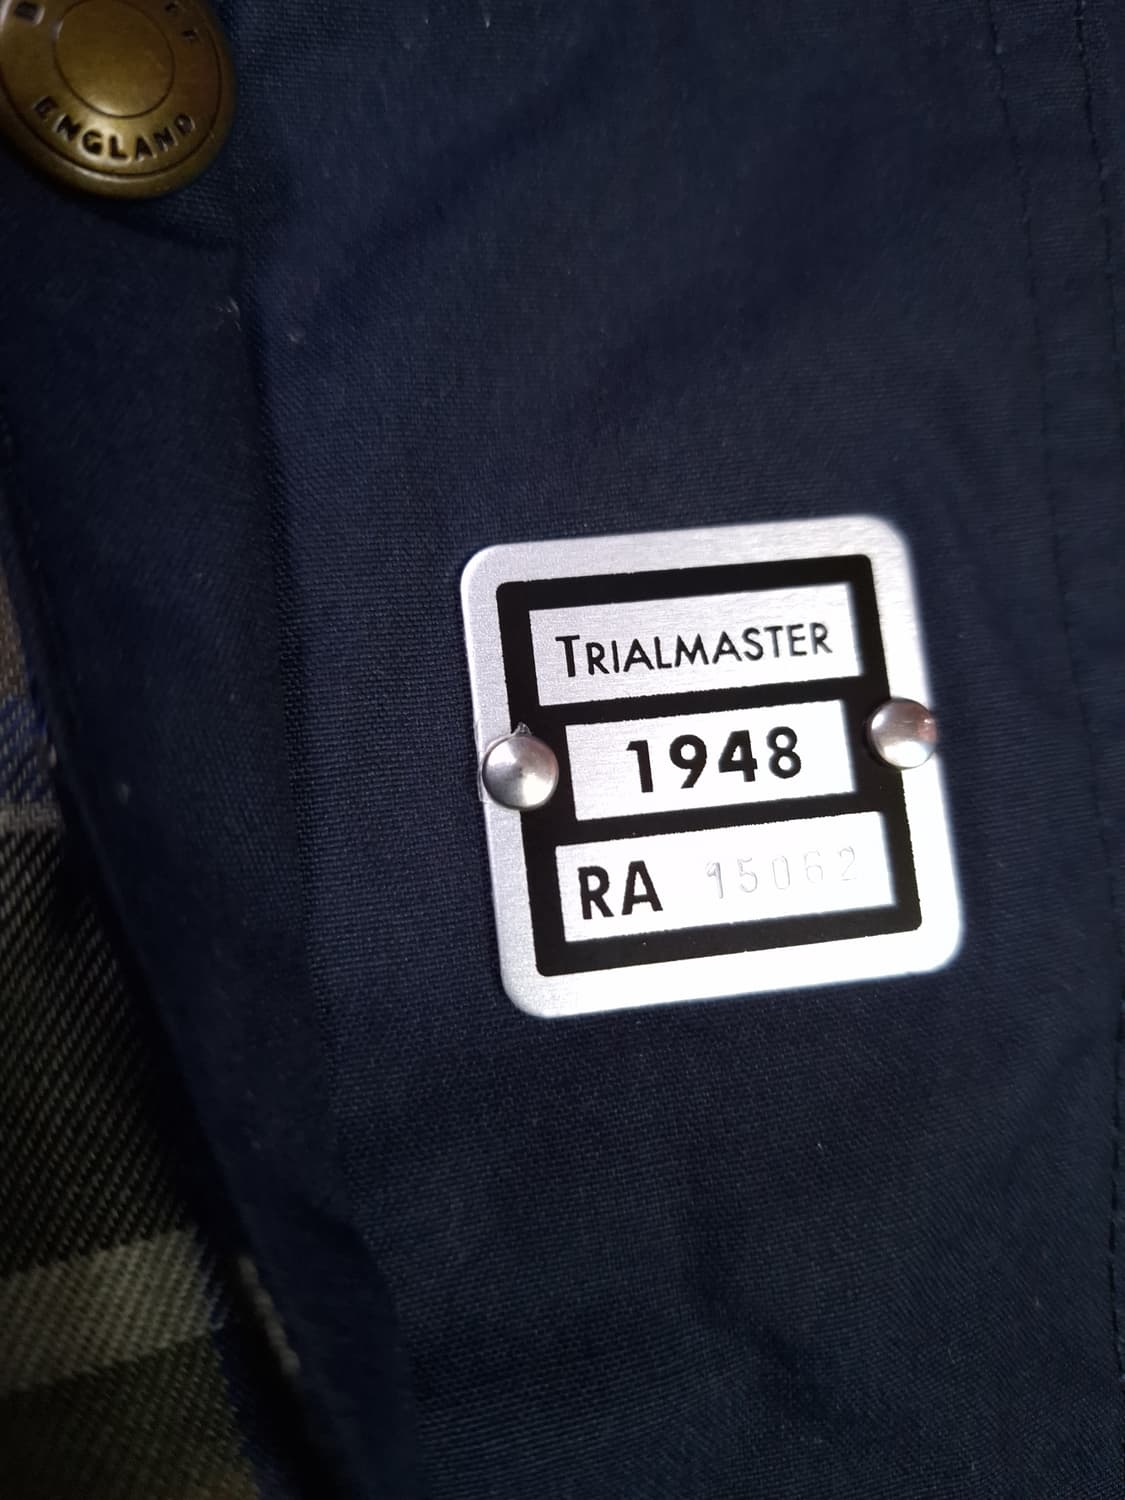 ENGLAND
TRIALMASTER
1948
RA 15062